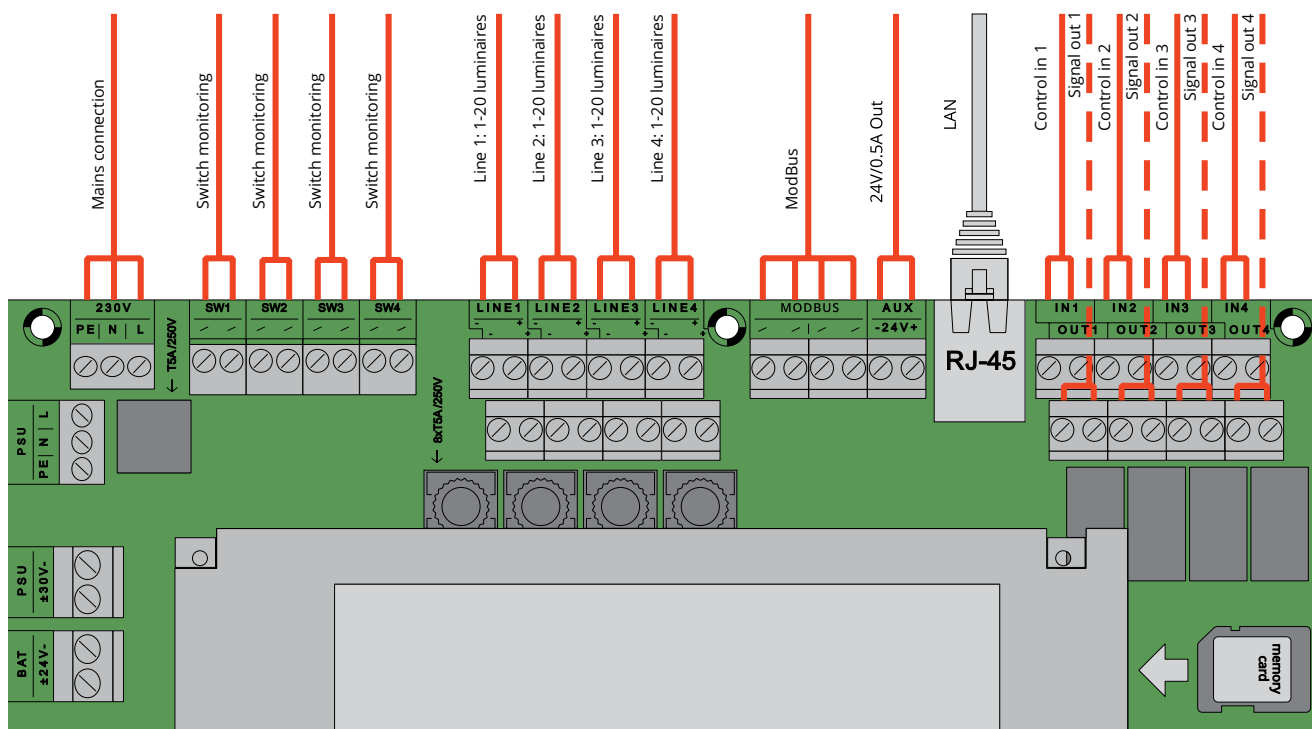 Mains connection
Switch monitoring
Switch monitoring
Switch monitoring
Switch monitoring
Line 1: 1-20 luminaires
Line 2: 1-20 luminaires
Line 3: 1-20 luminaires
Line 4: 1-20 luminaires
ModBus
24V/0.5A Out
LAN
Control in 1
Signal out 1
Control in 2
Signal out 2
Control in 3
Signal out 3
Control in 4
Signal out 4
230V
PE N L
← T5A/250V
SW1
SW2
SW3
SW4
LINE1
LINE2
LINE3
LINE4
- + - + - + - +
- + - + - + - +
MODBUS
AUX
-24V+
RJ-45
IN1
IN2
IN3
IN4
OUT1
OUT2
OUT3
OUT4
← 8xT5A/250V
PSU
PE N L
PSU
±30V-
BAT
±24V-
memory
card